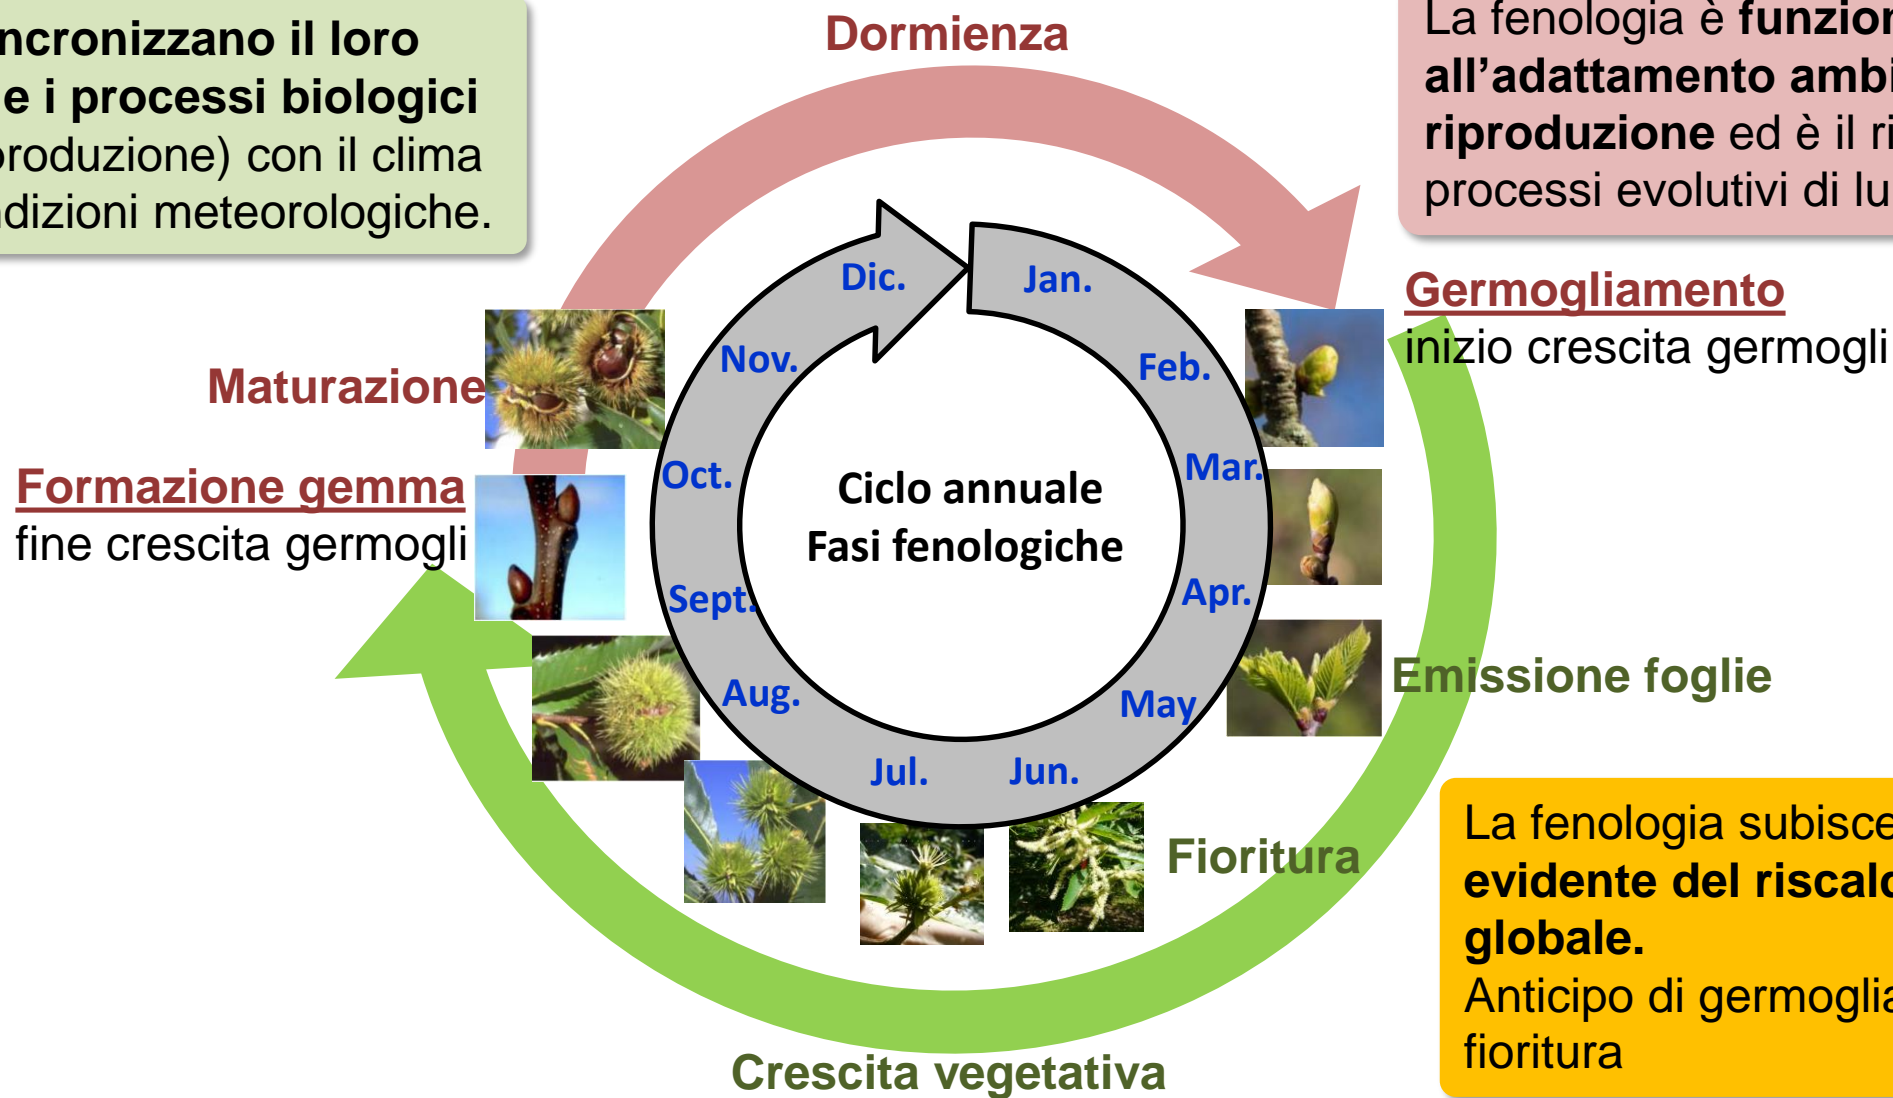 ncronizzano il loro
e i processi biologici
produzione) con il clima
ndizioni meteorologiche.
Dormienza
La fenologia è funzion
all'adattamento ambi
riproduzione ed è il ri
processi evolutivi di lu
Germogliamento
inizio crescita germogli
Maturazione
Formazione gemma
fine crescita germogli
Dic.
Jan.
Nov.
Feb.
Oct.
Mar.
Sept.
Apr.
Aug.
May
Jul.
Jun.
Ciclo annuale
Fasi fenologiche
Emissione foglie
Fioritura
Crescita vegetativa
La fenologia subisce
evidente del riscald
globale.
Anticipo di germoglia
fioritura